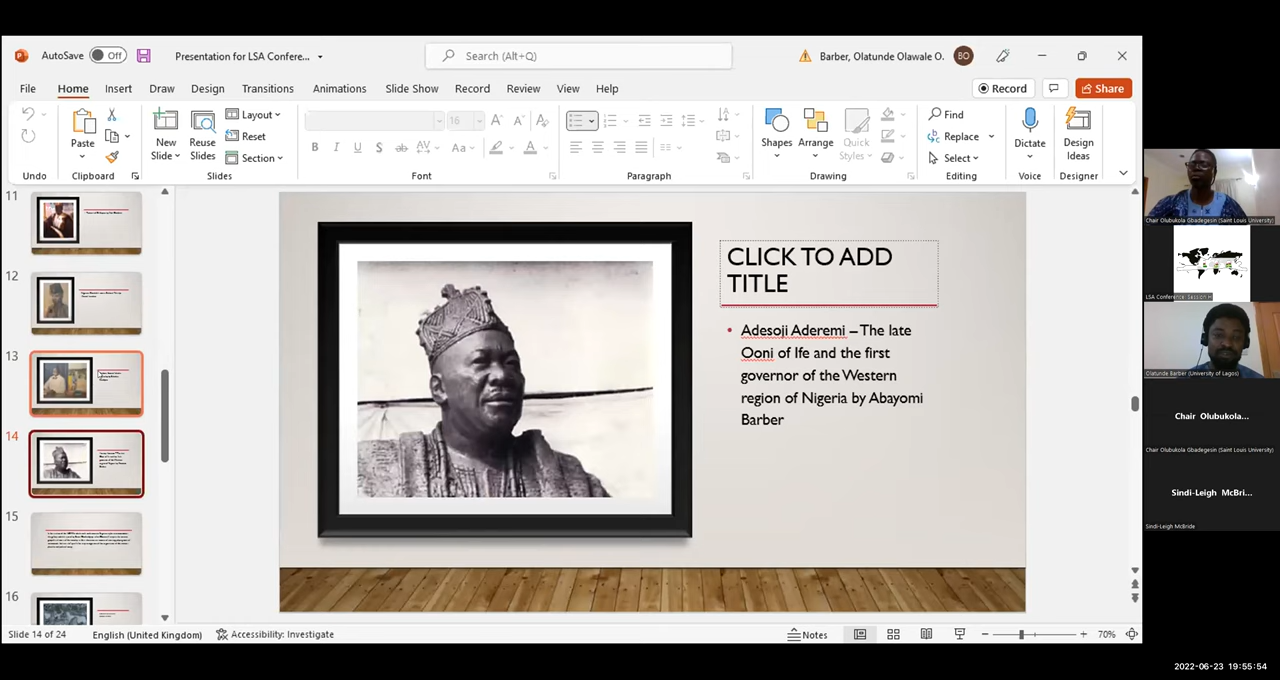 AutoSave Off Presentation for LSA Confere... Search (Alt+Q) Barber, Olatunde Olawale O. BO
File Home Insert Draw Design Transitions Animations Slide Show Record Review View Help Record Share
Paste New Slide Reuse Slides Layout Reset Section 16 Shapes Arrange Quick Styles Find Replace Select Dictate Design Ideas
Undo Clipboard Slides Font Paragraph Drawing Editing Voice Designer
11
12
13
14
15
16
CLICK TO ADD
TITLE
• Adesoji Aderemi – The late
Ooni of Ife and the first
governor of the Western
region of Nigeria by Abayomi
Barber
Chair Olubukola Gbadegesin (Saint Louis University)
Olatunde Barber (University of Lagos)
Chair Olubukola...
Chair Olubukola Gbadegesin (Saint Louis University)
Sindi-Leigh McBri...
Sindi-Leigh McBride
Slide 14 of 24 English (United Kingdom) Accessibility: Investigate Notes 70%
2022-06-23 19:55:54